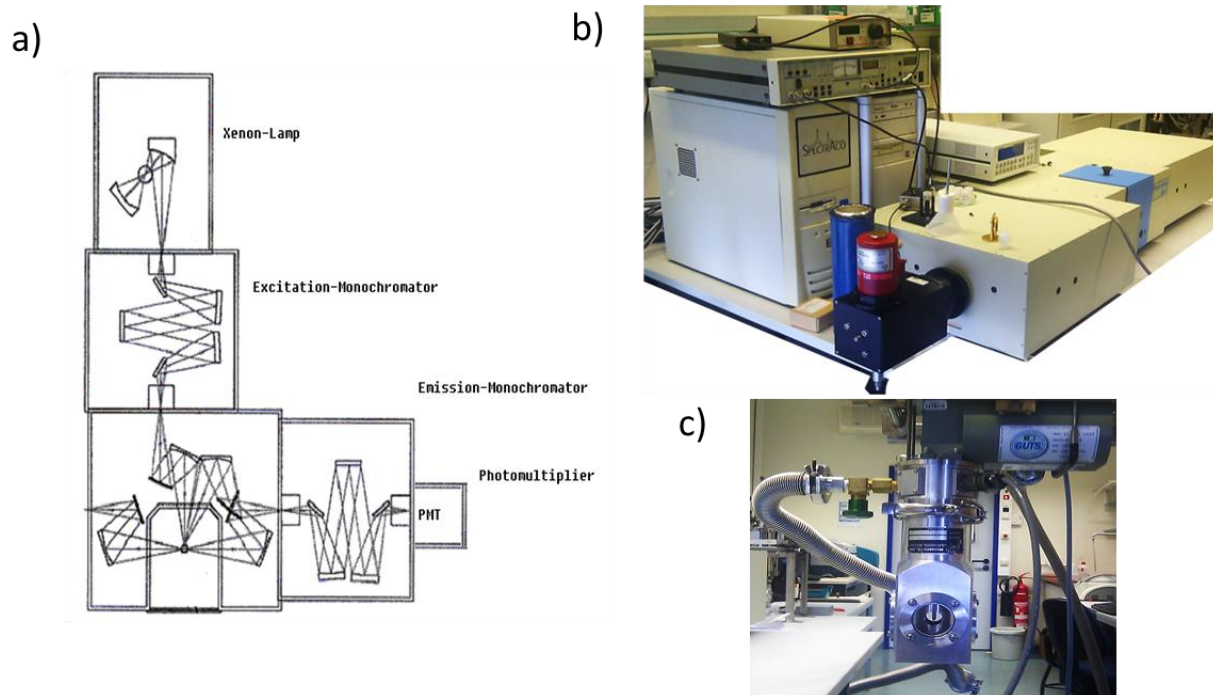 a)
Xenon-Lamp
Excitation-Monochromator
Emission-Monochromator
Photomultiplier
PMT
b)
SPECTRACQ
c)
GUTS